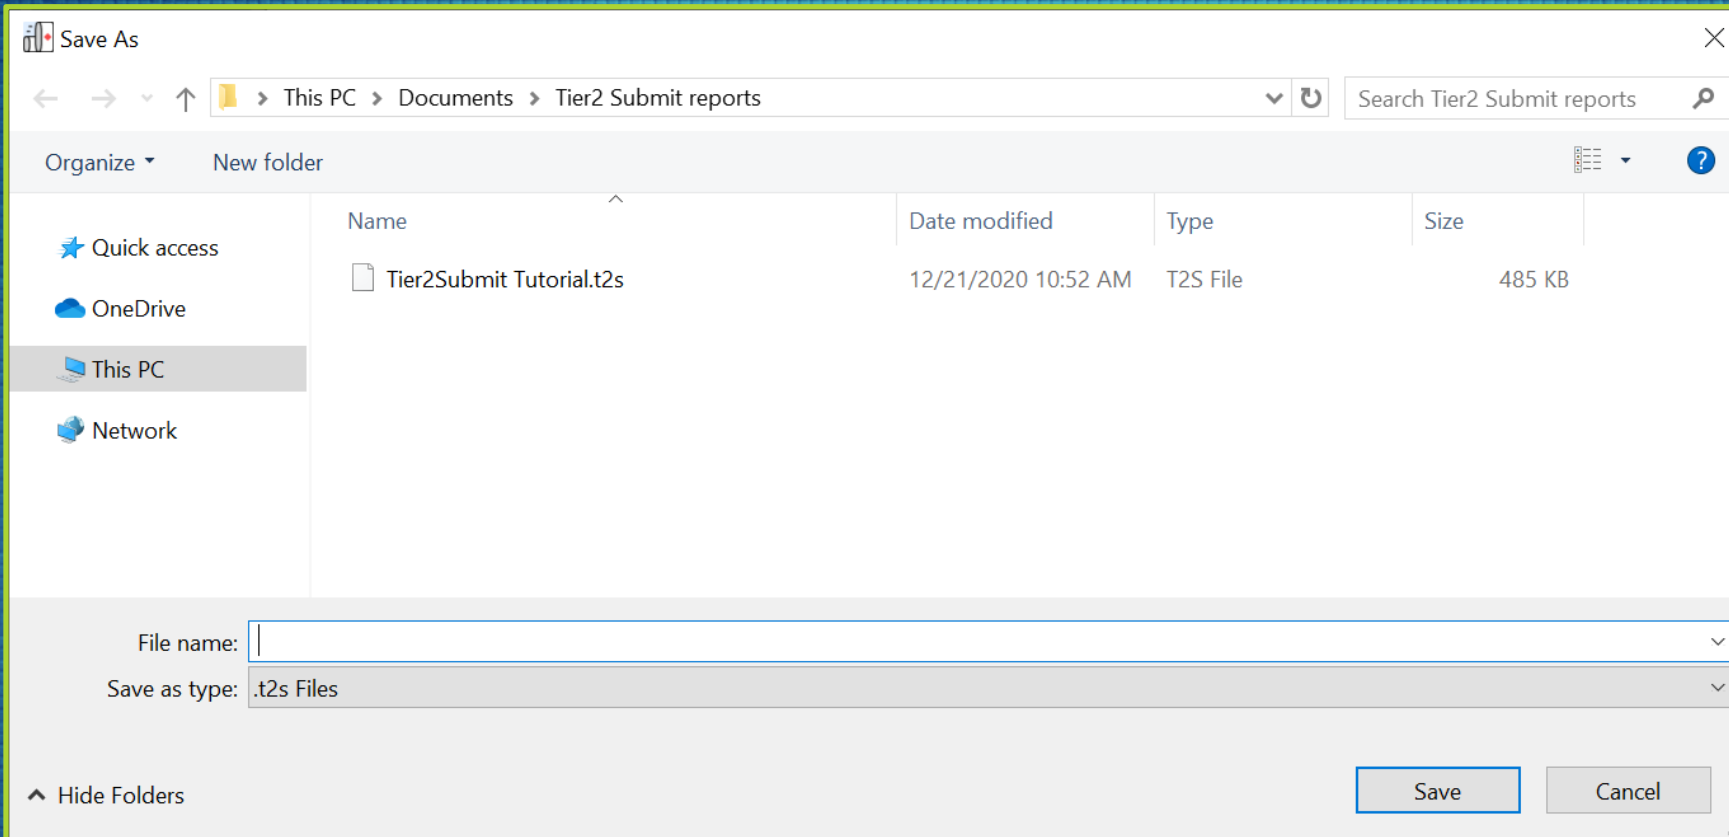 Save As
This PC > Documents > Tier2 Submit reports
Search Tier2 Submit reports
Organize
New folder
?
Name
Date modified
Type
Size
Quick access
Tier2Submit Tutorial.t2s
12/21/2020 10:52 AM
T2S File
485 KB
OneDrive
This PC
Network
File name:
Save as type: .t2s Files
Hide Folders
Save
Cancel